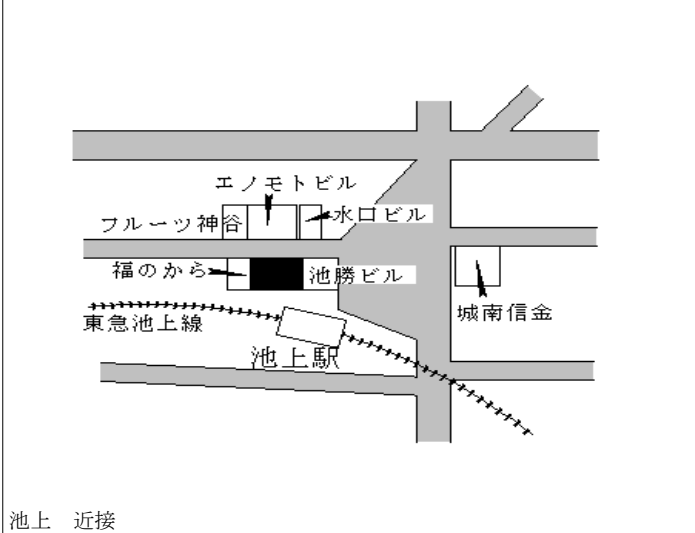 エノモトビル
水口ビル
フルーツ神谷
福のから
池勝ビル
城南信金
東急池上線
池上駅
池上　近接